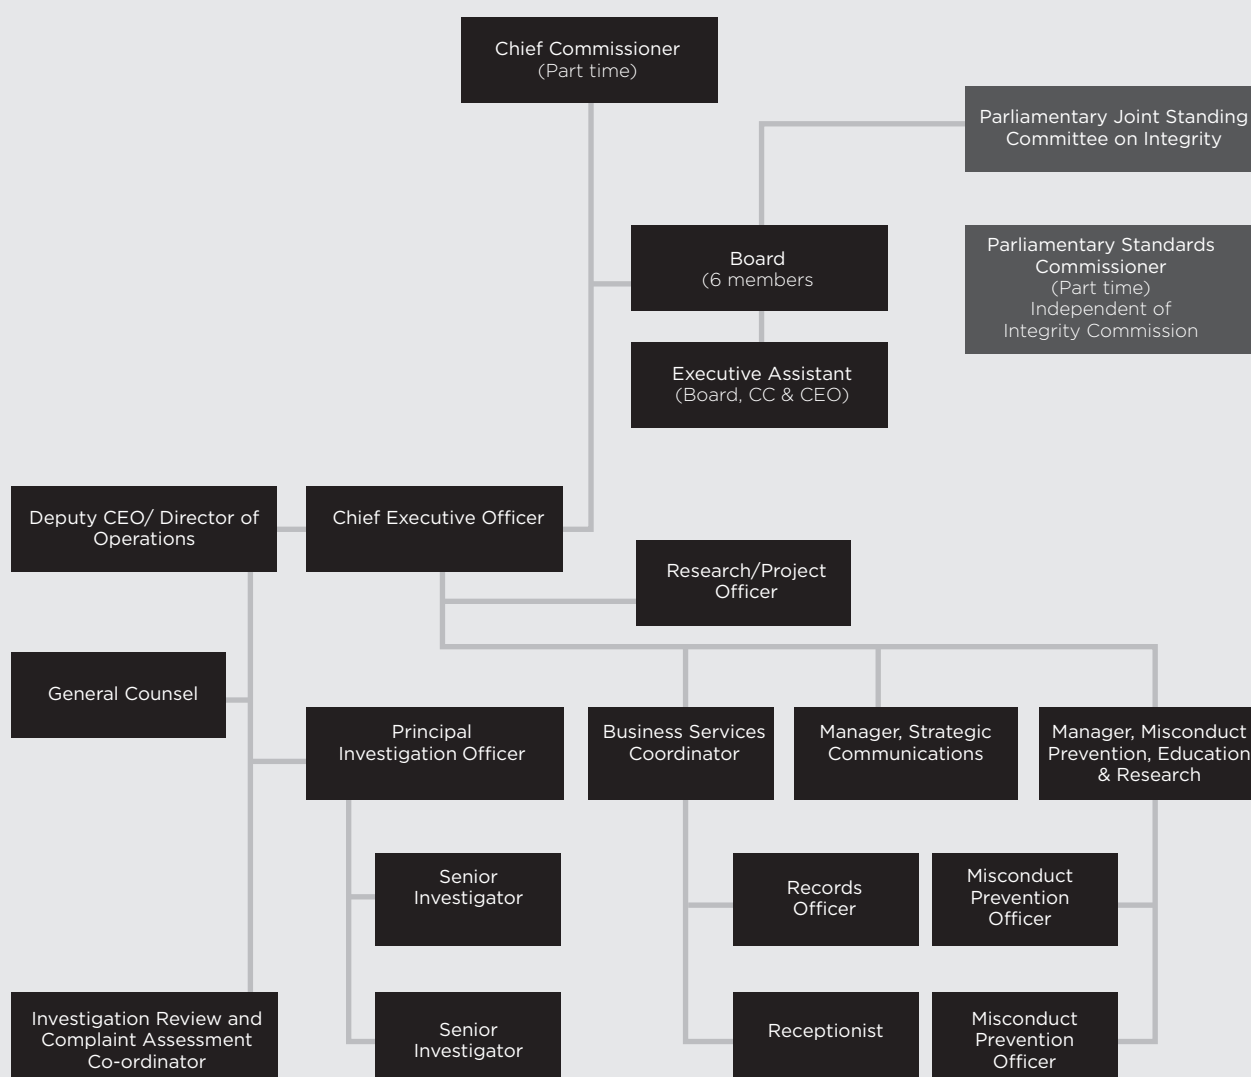 Chief Commissioner
(Part time)
Parliamentary Joint Standing
Committee on Integrity
Board
(6 members
Parliamentary Standards
Commissioner
(Part time)
Independent of
Integrity Commission
Executive Assistant
(Board, CC & CEO)
Deputy CEO/ Director of
Operations
Chief Executive Officer
Research/Project
Officer
General Counsel
Principal
Investigation Officer
Business Services
Coordinator
Manager, Strategic
Communications
Manager, Misconduct
Prevention, Education
& Research
Senior
Investigator
Records
Officer
Misconduct
Prevention
Officer
Investigation Review and
Complaint Assessment
Co-ordinator
Senior
Investigator
Receptionist
Misconduct
Prevention
Officer